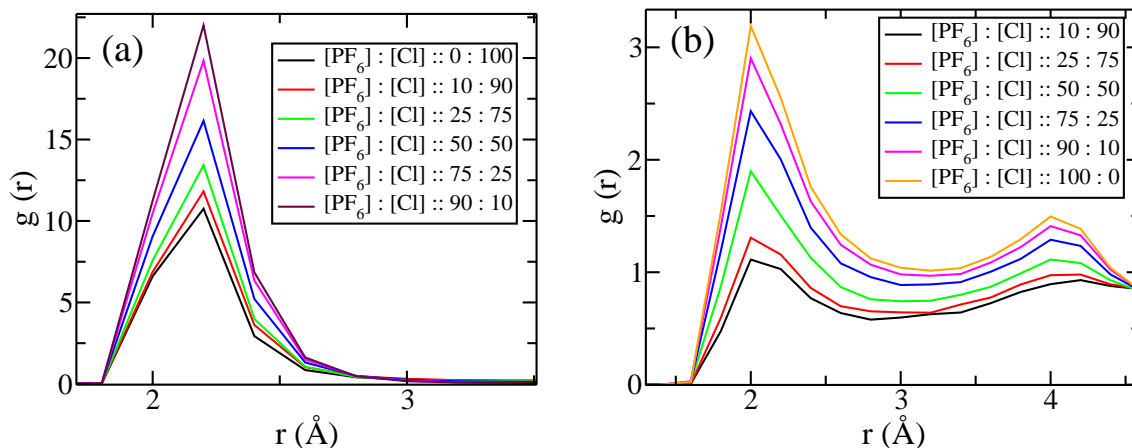 (a)
[PF6] : [Cl] :: 0 : 100
[PF6] : [Cl] :: 10 : 90
[PF6] : [Cl] :: 25 : 75
[PF6] : [Cl] :: 50 : 50
[PF6] : [Cl] :: 75 : 25
[PF6] : [Cl] :: 90 : 10
g (r)
20
15
10
5
0
2
3
r (Å)
(b)
[PF6] : [Cl] :: 10 : 90
[PF6] : [Cl] :: 25 : 75
[PF6] : [Cl] :: 50 : 50
[PF6] : [Cl] :: 75 : 25
[PF6] : [Cl] :: 90 : 10
[PF6] : [Cl] :: 100 : 0
g (r)
3
2
1
0
2
3
4
r (Å)